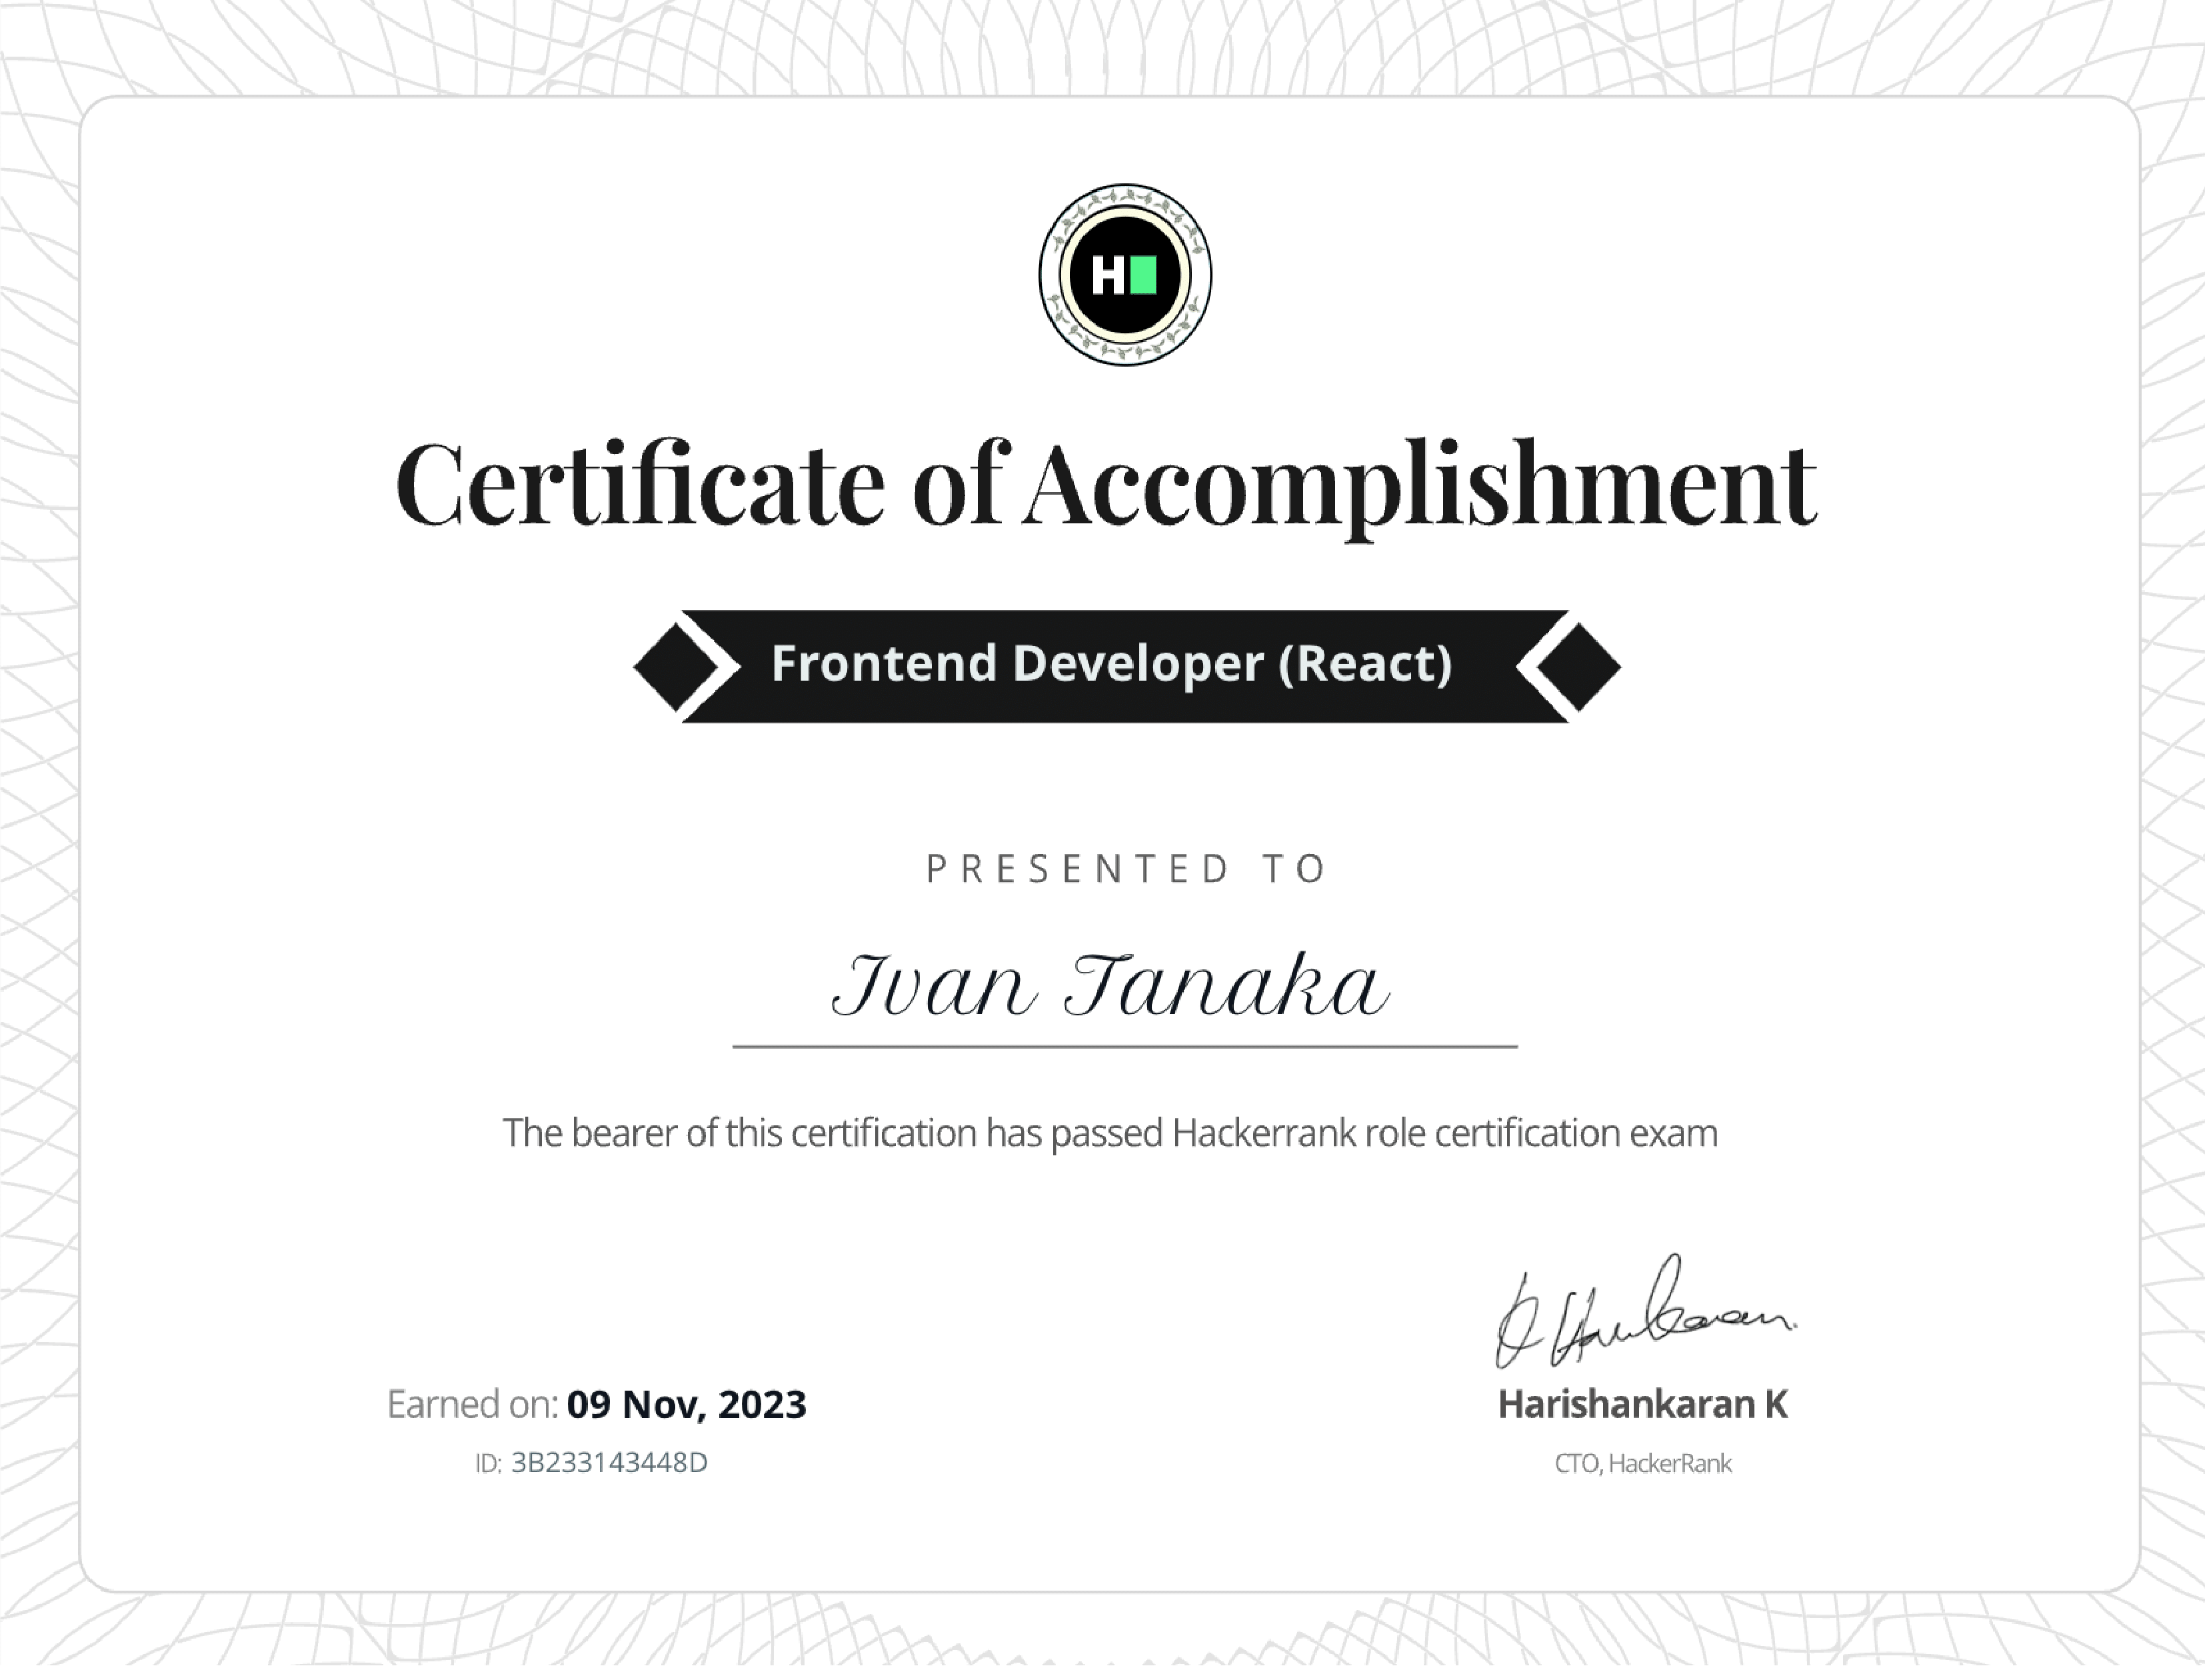 H
Certificate of Accomplishment
Frontend Developer (React)
PRESENTED TO
Ivan Tanaka
The bearer of this certification has passed Hackerrank role certification exam
Earned on: 09 Nov, 2023
ID: 3B233143448D
Harishankaran K
CTO, HackerRank